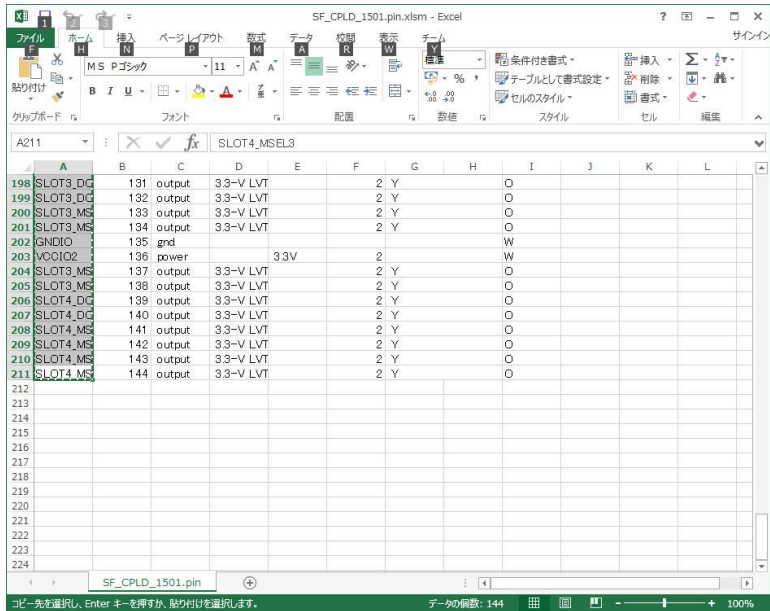 SF_CPLD_1501.pin.xlsm - Excel
1 2 3
ファイル ホーム 挿入 ページ レイアウト 数式 データ 校閲 表示 チーム サインイン
F H N P M A R W Y
貼り付け
MS Pゴシック 11 A A
B I U A
標準
% ,
.00 .0
条件付き書式
テーブルとして書式設定
セルのスタイル
挿入
削除
書式
Σ
クリップボード フォント 配置 数値 スタイル セル 編集
A211 fx SLOT4_MSEL3
A B C D E F G H I J K L
198 SLOT3_DC 131 output 3.3-V LVT 2 Y O
199 SLOT3_DC 132 output 3.3-V LVT 2 Y O
200 SLOT3_MS 133 output 3.3-V LVT 2 Y O
201 SLOT3_MS 134 output 3.3-V LVT 2 Y O
202 GNDIO 135 gnd W
203 VCCIO2 136 power 3.3V 2 W
204 SLOT3_MS 137 output 3.3-V LVT 2 Y O
205 SLOT3_MS 138 output 3.3-V LVT 2 Y O
206 SLOT4_DC 139 output 3.3-V LVT 2 Y O
207 SLOT4_DC 140 output 3.3-V LVT 2 Y O
208 SLOT4_MS 141 output 3.3-V LVT 2 Y O
209 SLOT4_MS 142 output 3.3-V LVT 2 Y O
210 SLOT4_MS 143 output 3.3-V LVT 2 Y O
211 SLOT4_MS 144 output 3.3-V LVT 2 Y O
212
213
214
215
216
217
218
219
220
221
222
223
224
SF_CPLD_1501.pin
コピー先を選択し、Enter キーを押すか、貼り付けを選択します。 データの個数: 144 100%